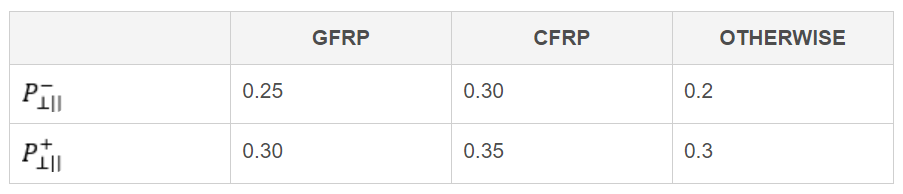 GFRP CFRP OTHERWISE
P⊥||− 0.25 0.30 0.2
P⊥||+ 0.30 0.35 0.3